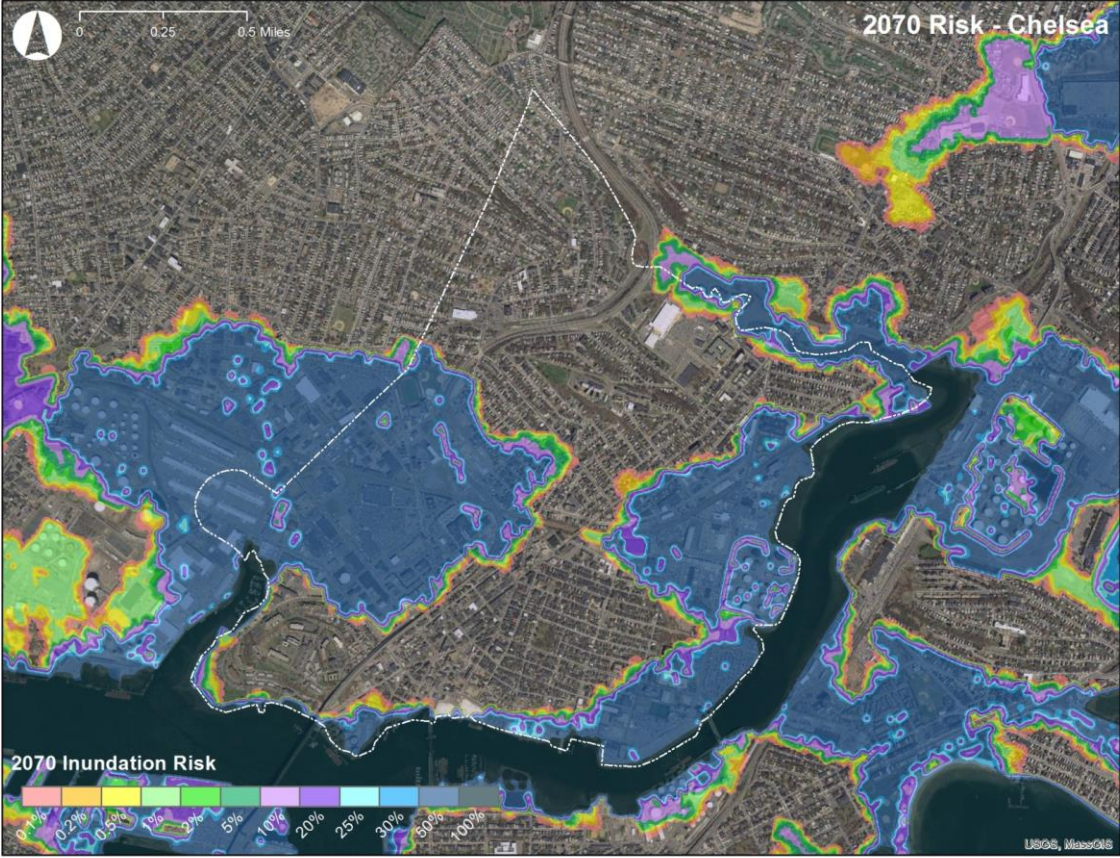 2070 Risk - Chelsea
0 0.25 0.5 Miles
2070 Inundation Risk
0.1% 0.2% 0.5% 1% 2% 5% 10% 20% 25% 30% 50% 100%
USGS, MassGIS